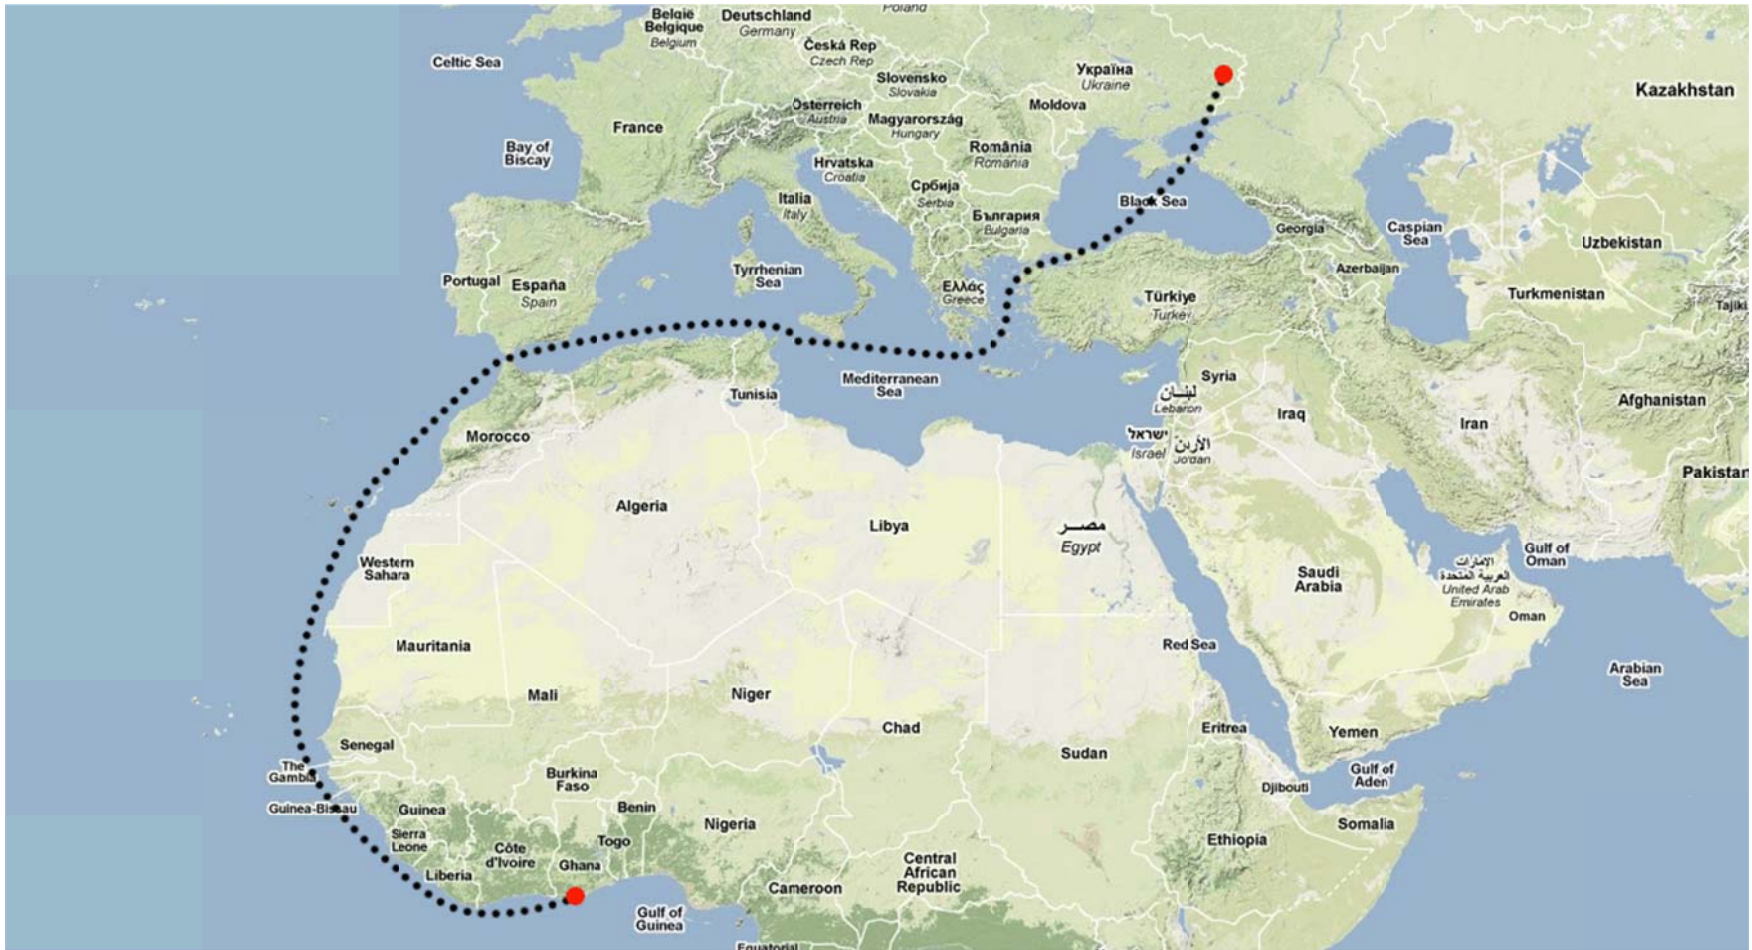 Poland
België
Belgique
Belgium
Deutschland
Germany
Česká Rep
Czech Rep
Celtic Sea
Slovensko
Slovakia
Україна
Ukraine
Kazakhstan
Österreich
Austria
Moldova
Magyarország
Hungary
France
Bay of
Biscay
România
Romania
Hrvatska
Croatia
Србија
Serbia
Italia
Italy
Black Sea
България
Bulgaria
Georgia
Caspian
Sea
Uzbekistan
Azerbaijan
Portugal
España
Spain
Tyrrhenian
Sea
Ελλάς
Greece
Türkiye
Turkey
Turkmenistan
Tajiki
Mediterranean
Sea
Syria
Tunisia
لبنــان
Lebanon
Afghanistan
Iraq
Iran
Morocco
ישראל
Israel
الأردن
Jordan
Pakistan
Algeria
Libya
مصــر
Egypt
Gulf of
Oman
Western
Sahara
Saudi
Arabia
الإمارات
العربية المتحدة
United Arab
Emirates
Oman
Mauritania
Red Sea
Arabian
Sea
Mali
Niger
Chad
Eritrea
Yemen
Senegal
Sudan
The
Gambia
Burkina
Faso
Gulf of
Aden
Djibouti
Guinea-Bissau
Guinea
Benin
Nigeria
Somalia
Sierra
Leone
Togo
Ethiopia
Côte
d'Ivoire
Ghana
Liberia
Central
African
Republic
Cameroon
Gulf of
Guinea
Equatorial